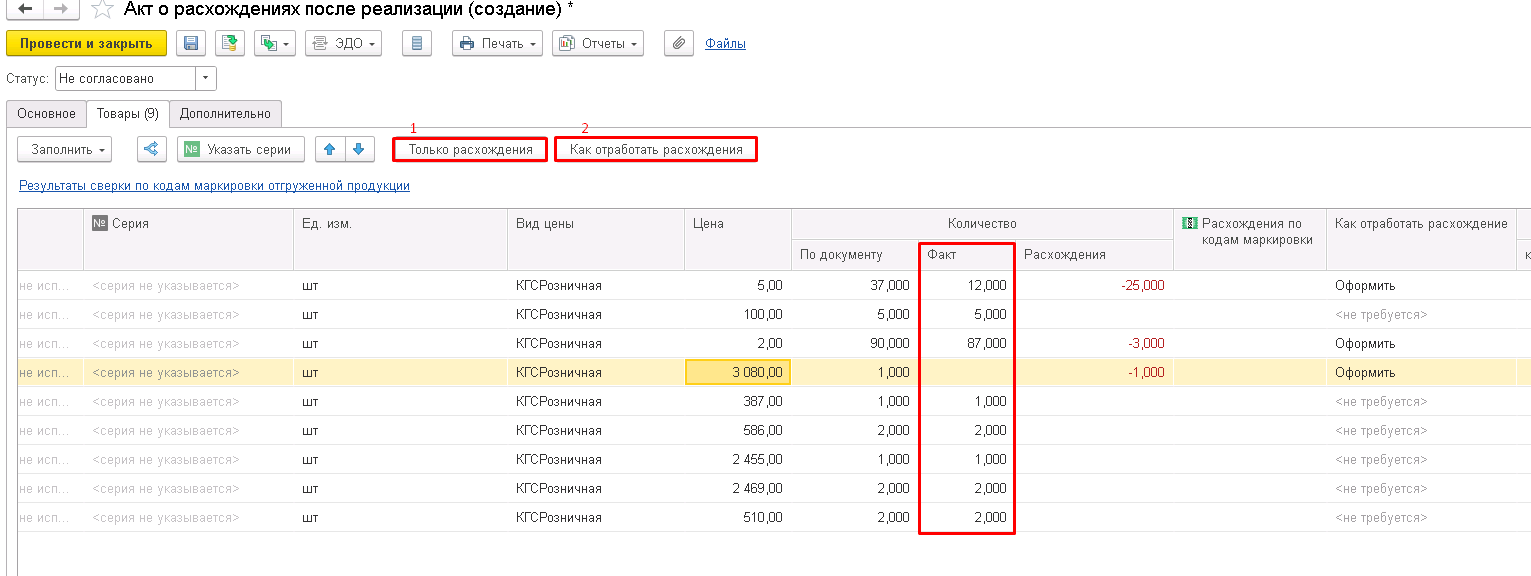 Акт о расхождениях после реализации (создание) *
Провести и закрыть ЭДО Печать Отчеты Файлы
Статус: Не согласовано
Основное Товары (9) Дополнительно
1 2
Заполнить № Указать серии Только расхождения Как отработать расхождения
Результаты сверки по кодам маркировки отгруженной продукции
№ Серия Ед. изм. Вид цены Цена Количество Расхождения по Как отработать расхождение
кодам маркировки
По документу Факт Расхождения к
не исп... <серия не указывается> шт КГСРозничная 5,00 37,000 12,000 -25,000 Оформить
не исп... <серия не указывается> шт КГСРозничная 100,00 5,000 5,000 <не требуется>
не исп... <серия не указывается> шт КГСРозничная 2,00 90,000 87,000 -3,000 Оформить
не исп... <серия не указывается> шт КГСРозничная 3 080,00 1,000 -1,000 Оформить
не исп... <серия не указывается> шт КГСРозничная 387,00 1,000 1,000 <не требуется>
не исп... <серия не указывается> шт КГСРозничная 586,00 2,000 2,000 <не требуется>
не исп... <серия не указывается> шт КГСРозничная 2 455,00 1,000 1,000 <не требуется>
не исп... <серия не указывается> шт КГСРозничная 2 469,00 2,000 2,000 <не требуется>
не исп... <серия не указывается> шт КГСРозничная 510,00 2,000 2,000 <не требуется>